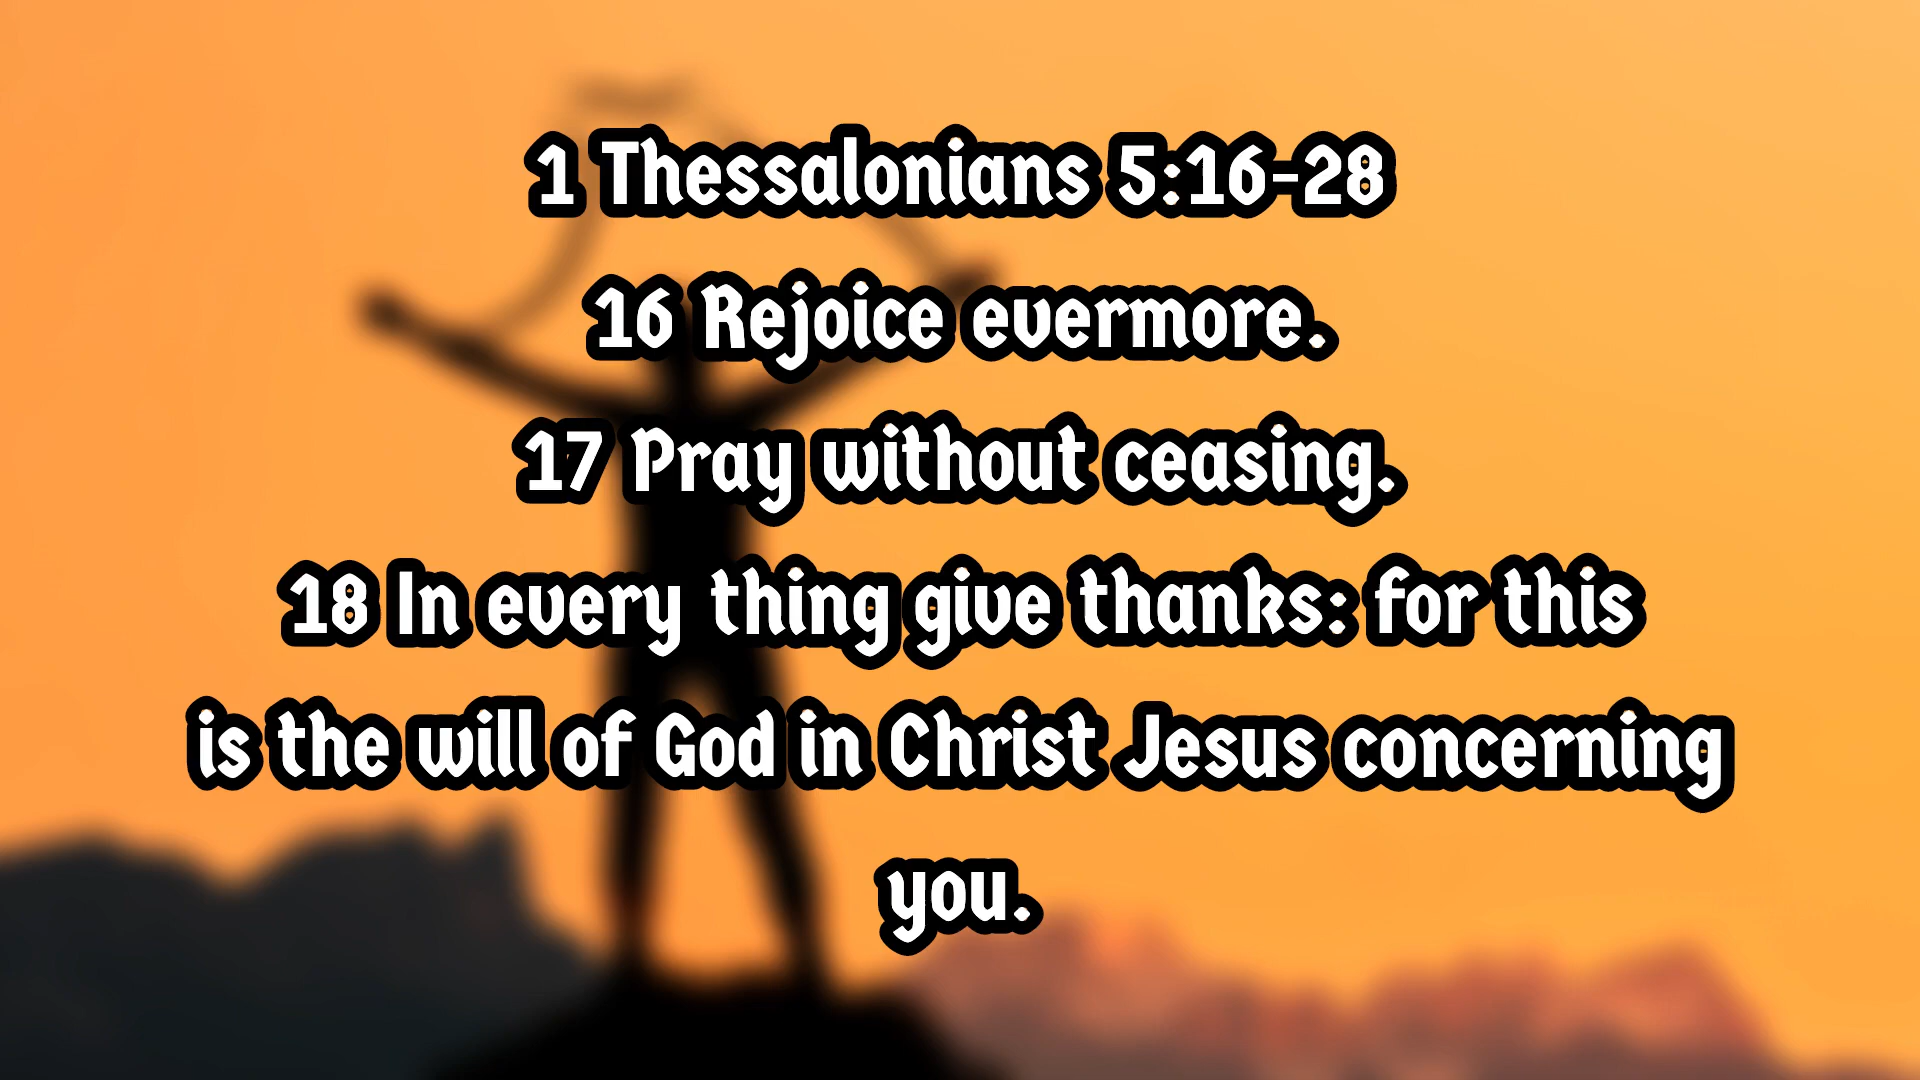 1 Thessalonians 5:16-28
16 Rejoice evermore.
17 Pray without ceasing.
18 In every thing give thanks: for this
is the will of God in Christ Jesus concerning
you.